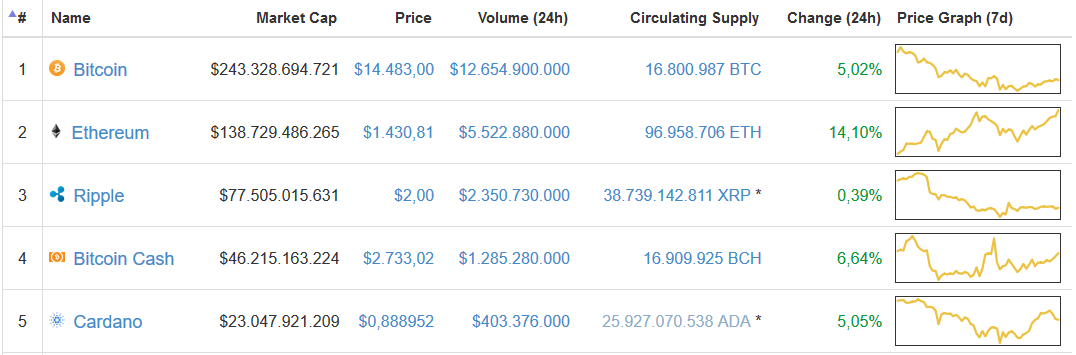 # Name Market Cap Price Volume (24h) Circulating Supply Change (24h) Price Graph (7d)
1 Bitcoin $243.328.694.721 $14.483,00 $12.654.900.000 16.800.987 BTC 5,02%
2 Ethereum $138.729.486.265 $1.430,81 $5.522.880.000 96.958.706 ETH 14,10%
3 Ripple $77.505.015.631 $2,00 $2.350.730.000 38.739.142.811 XRP * 0,39%
4 Bitcoin Cash $46.215.163.224 $2.733,02 $1.285.280.000 16.909.925 BCH 6,64%
5 Cardano $23.047.921.209 $0,888952 $403.376.000 25.927.070.538 ADA * 5,05%